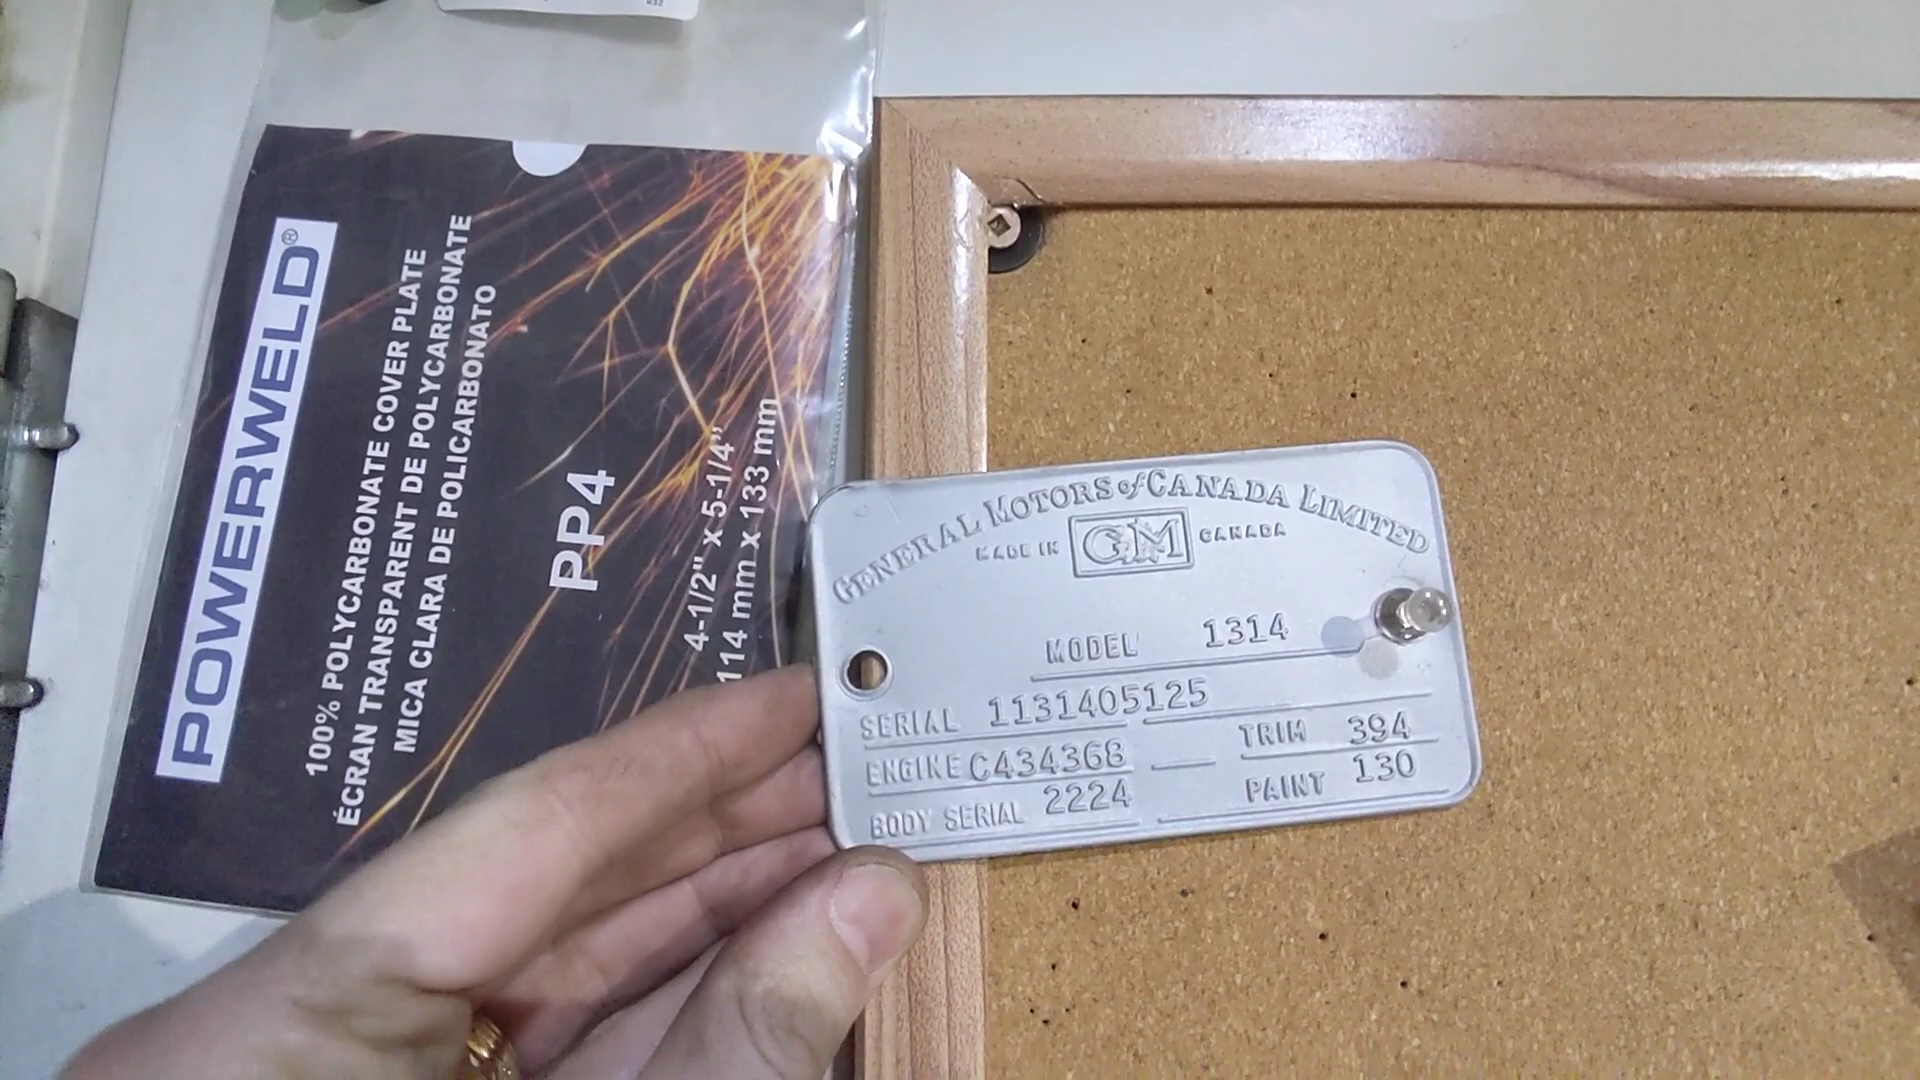 POWERWELD®
100% POLYCARBONATE COVER PLATE
ÉCRAN TRANSPARENT DE POLYCARBONATE
MICA CLARA DE POLICARBONATO
PP4
4-1/2" x 5-1/4"
114 mm x 133 mm
GENERAL MOTORS of CANADA LIMITED
MADE IN GM CANADA
MODEL 1314
SERIAL 1131405125
ENGINE C434368 TRIM 394
BODY SERIAL 2224 PAINT 130